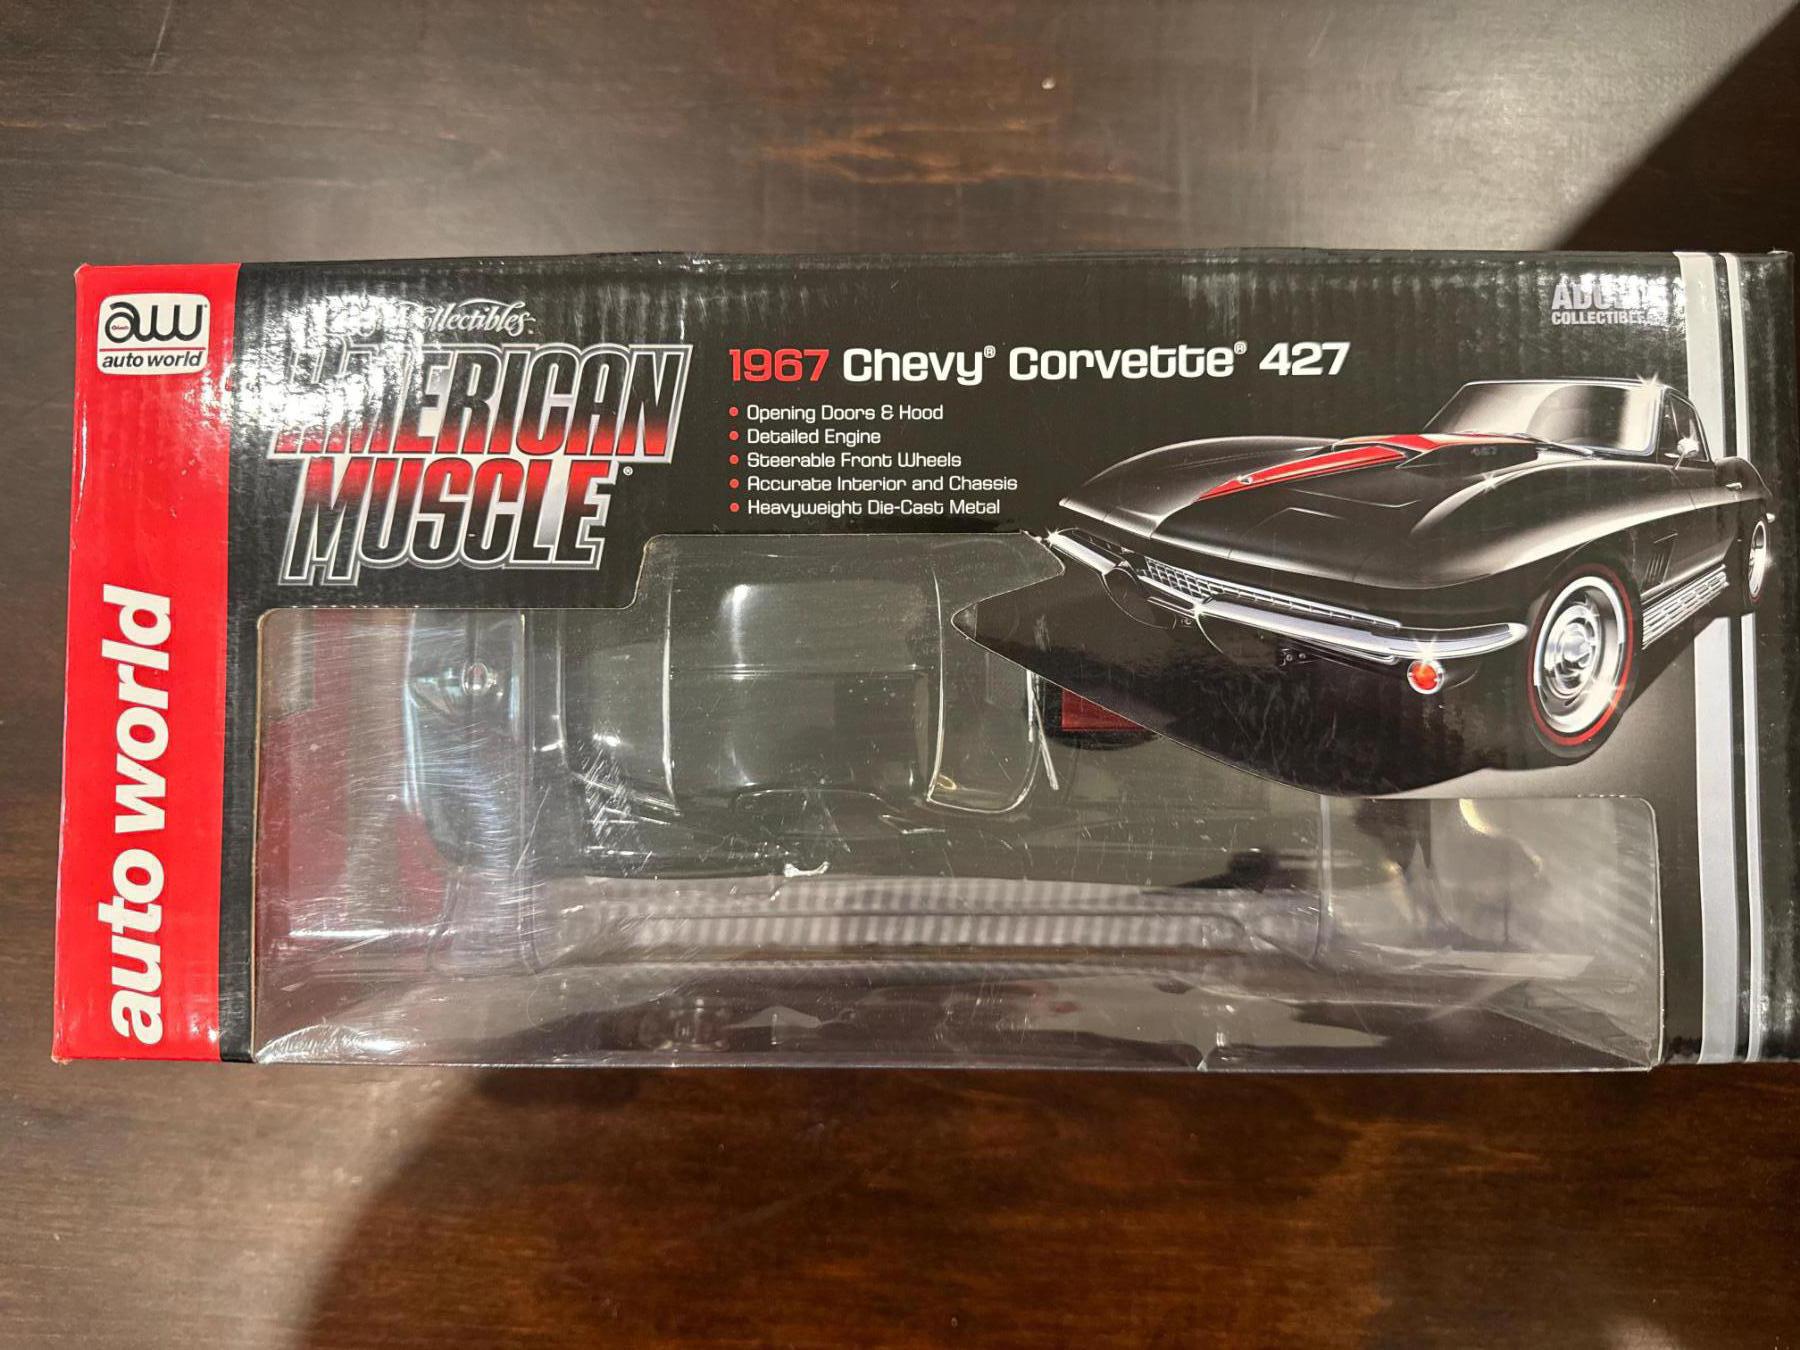 aw
auto world
Collectibles
AMERICAN
MUSCLE®
1967 Chevy® Corvette® 427
• Opening Doors & Hood
• Detailed Engine
• Steerable Front Wheels
• Accurate Interior and Chassis
• Heavyweight Die-Cast Metal
COLLECTIBLE
auto world